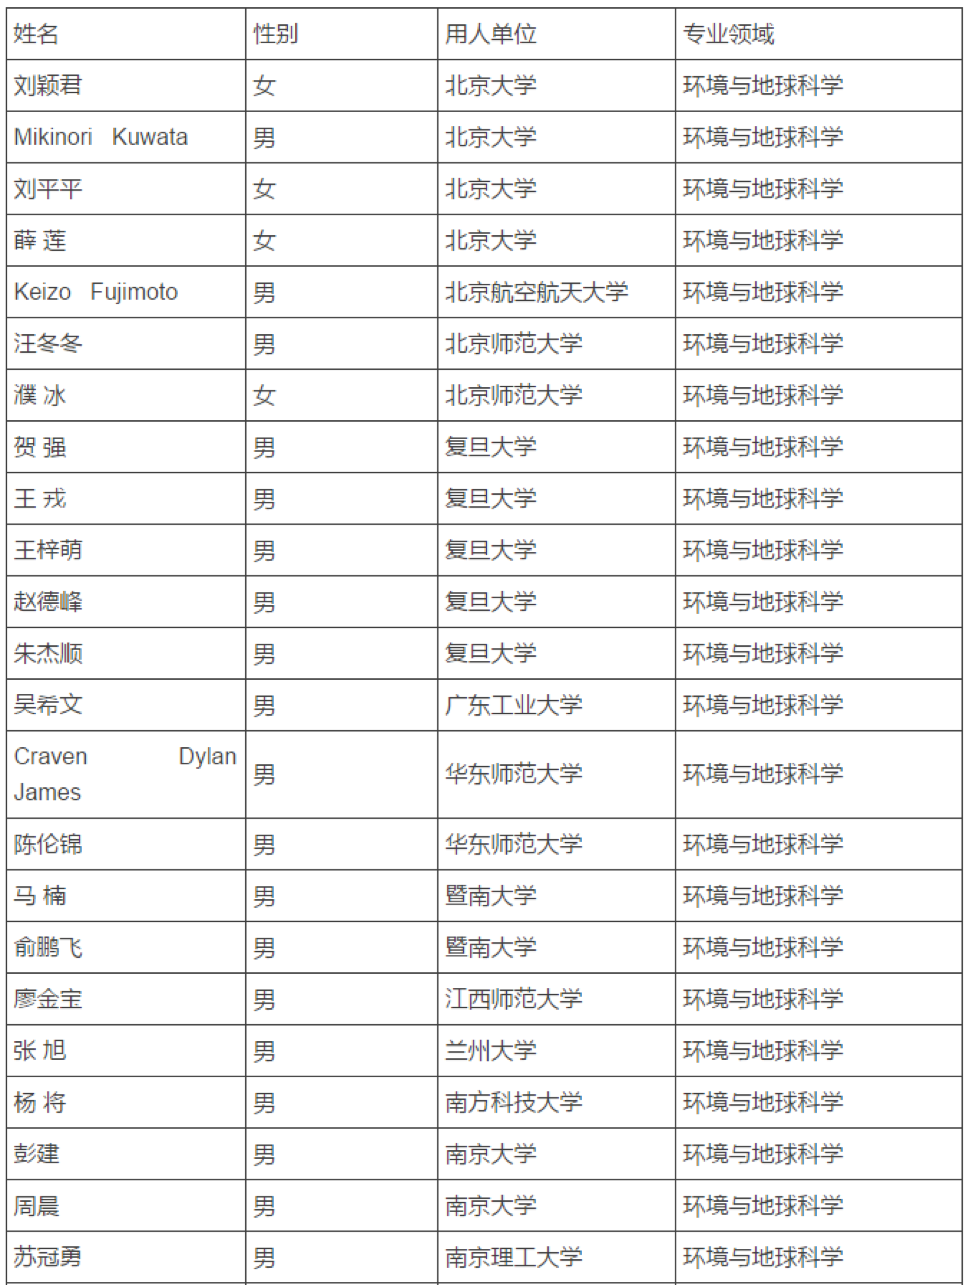 姓名 性别 用人单位 专业领域
刘颖君 女 北京大学 环境与地球科学
Mikinori Kuwata 男 北京大学 环境与地球科学
刘平平 女 北京大学 环境与地球科学
薛 莲 女 北京大学 环境与地球科学
Keizo Fujimoto 男 北京航空航天大学 环境与地球科学
汪冬冬 男 北京师范大学 环境与地球科学
濮 冰 女 北京师范大学 环境与地球科学
贺 强 男 复旦大学 环境与地球科学
王 戎 男 复旦大学 环境与地球科学
王梓萌 男 复旦大学 环境与地球科学
赵德峰 男 复旦大学 环境与地球科学
朱杰顺 男 复旦大学 环境与地球科学
吴希文 男 广东工业大学 环境与地球科学
Craven Dylan
James 男 华东师范大学 环境与地球科学
陈伦锦 男 华东师范大学 环境与地球科学
马 楠 男 暨南大学 环境与地球科学
俞鹏飞 男 暨南大学 环境与地球科学
廖金宝 男 江西师范大学 环境与地球科学
张 旭 男 兰州大学 环境与地球科学
杨 将 男 南方科技大学 环境与地球科学
彭建 男 南京大学 环境与地球科学
周晨 男 南京大学 环境与地球科学
苏冠勇 男 南京理工大学 环境与地球科学